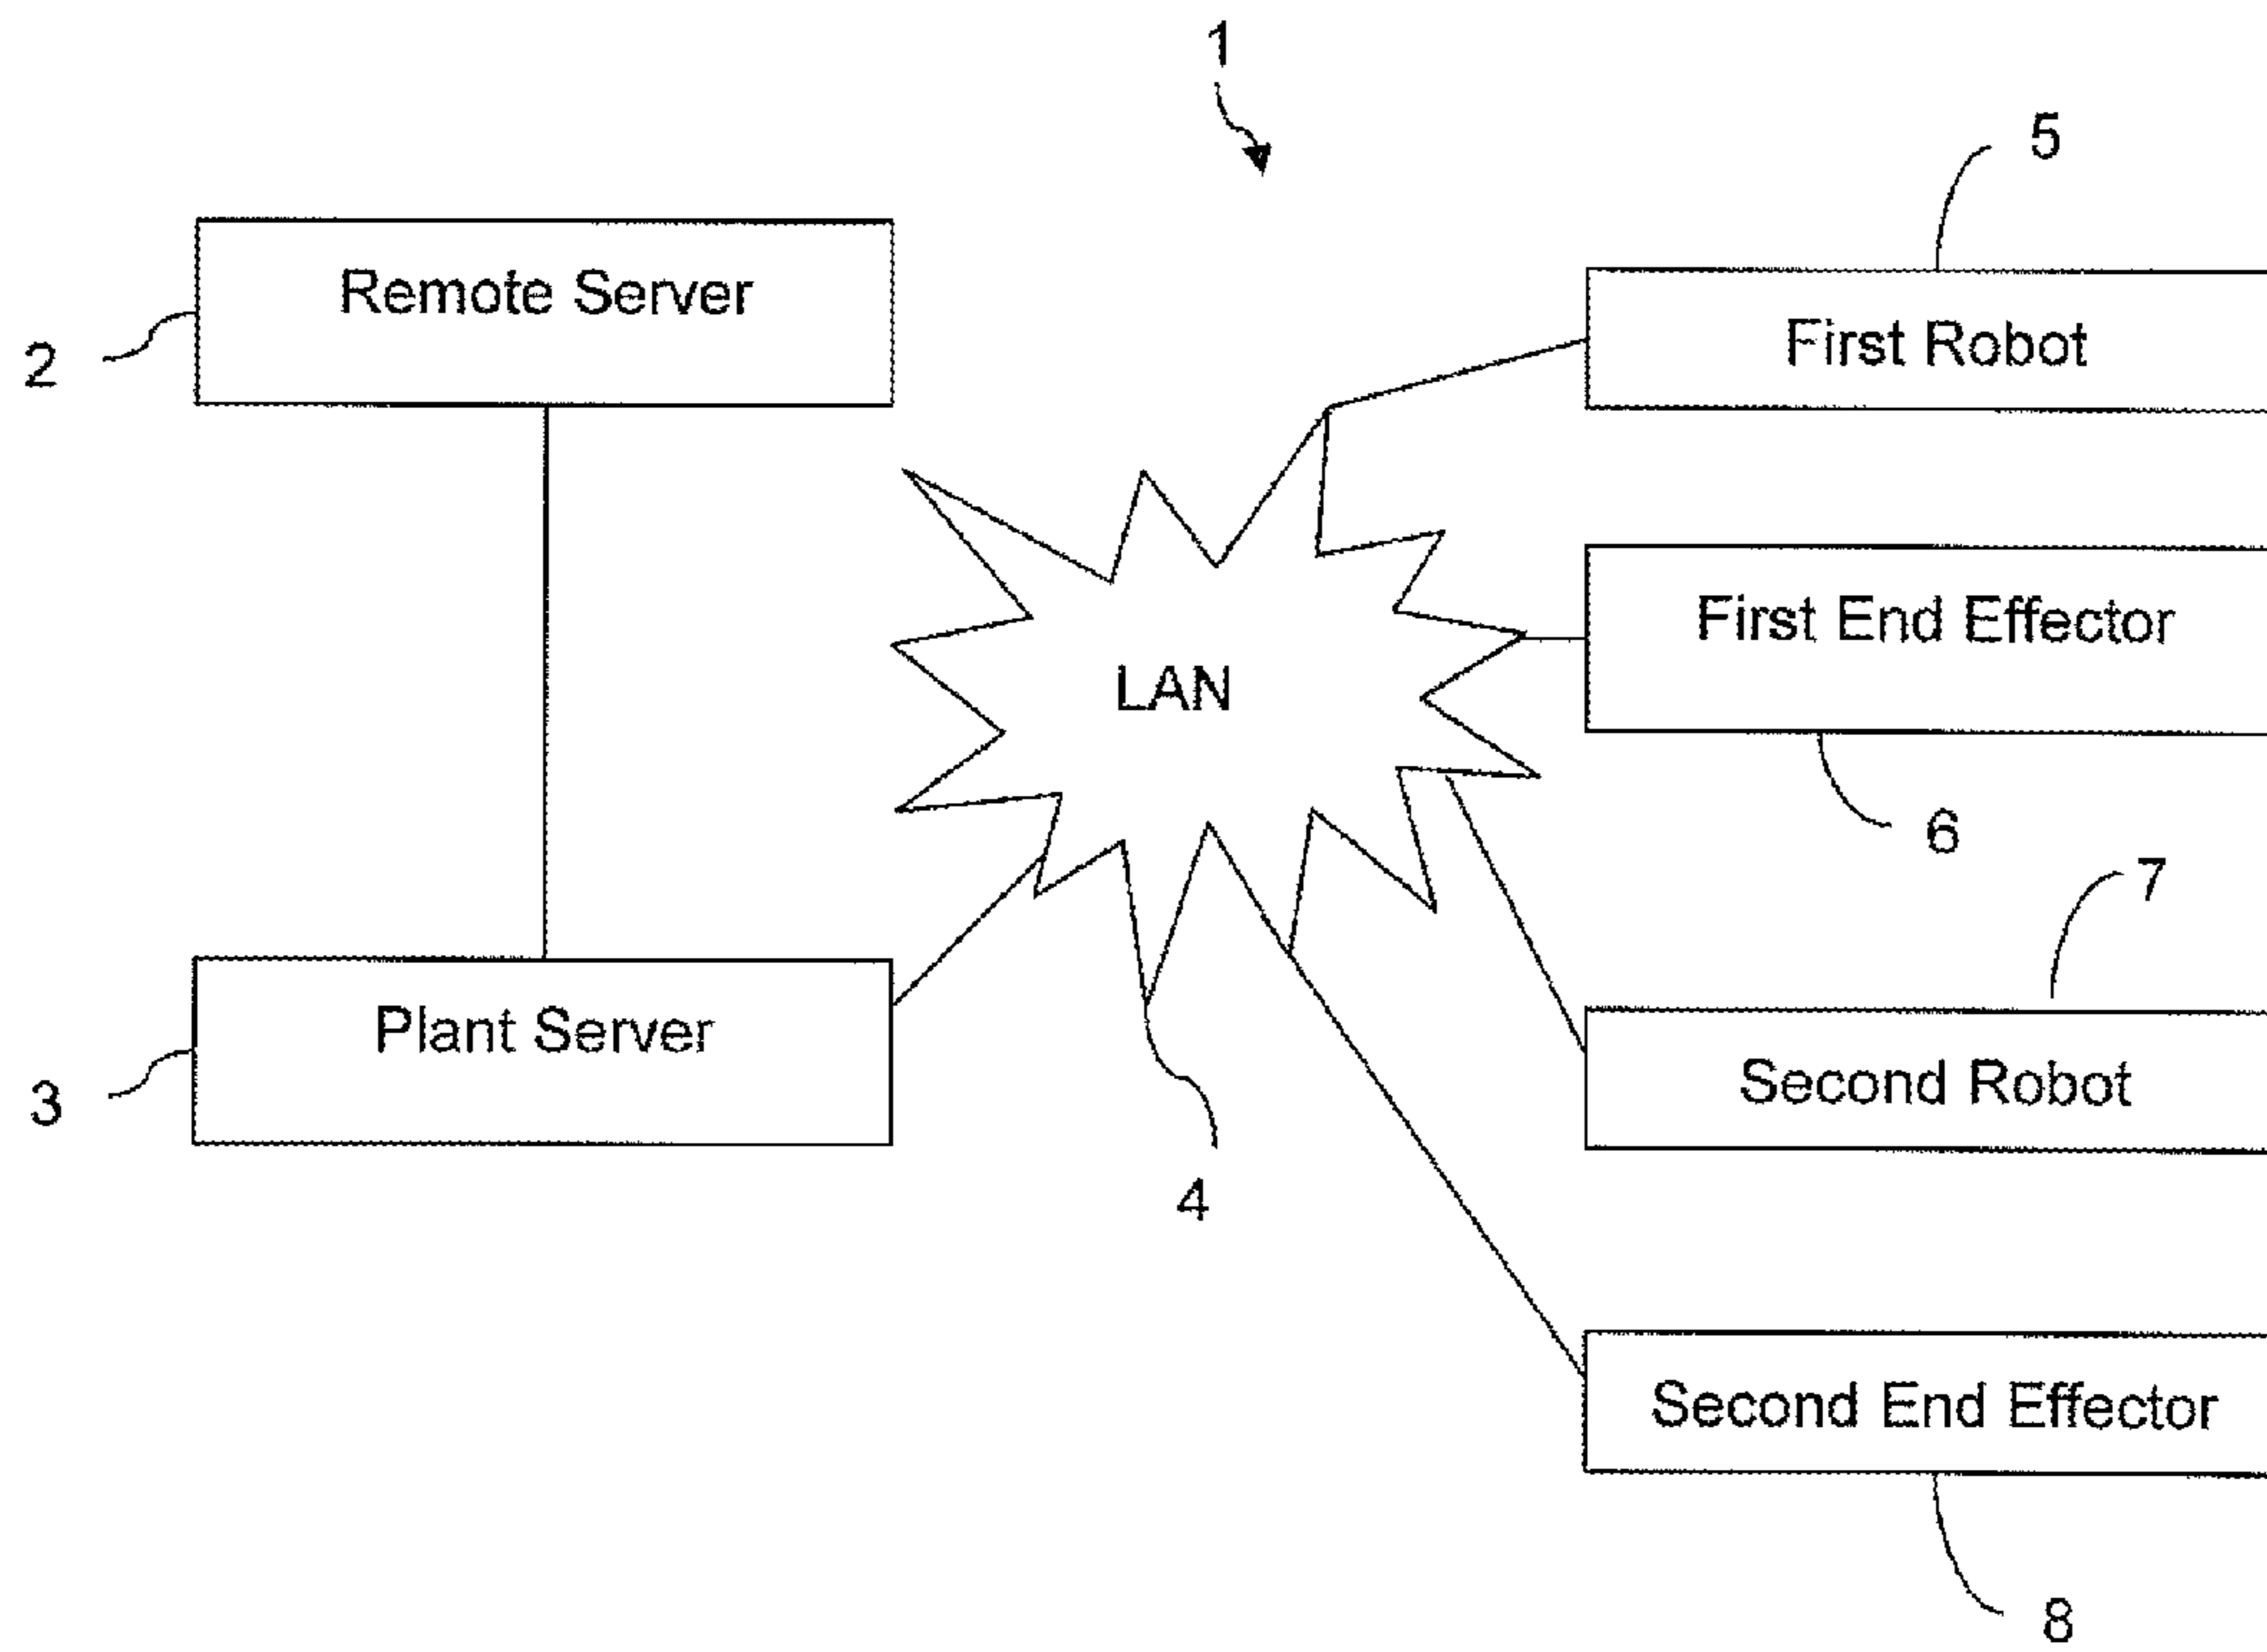 1
5
Remote Server
2
First Robot
First End Effector
LAN
6
7
Plant Server
3
Second Robot
4
Second End Effector
8